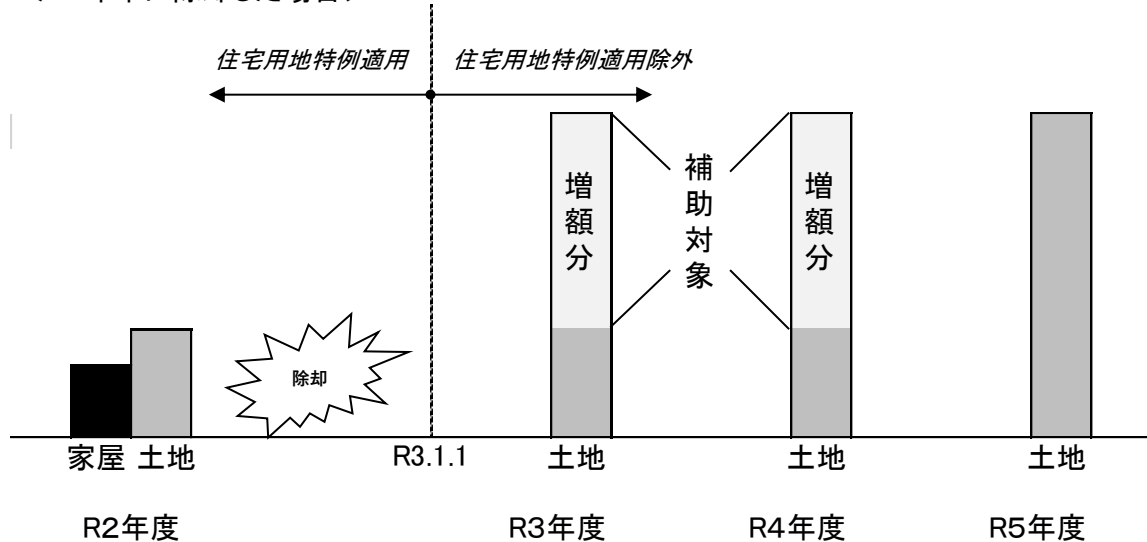 住宅用地特例適用 住宅用地特例適用除外
増額分
補助対象
増額分
除却
家屋 土地 R3.1.1 土地 土地 土地
R2年度 R3年度 R4年度 R5年度